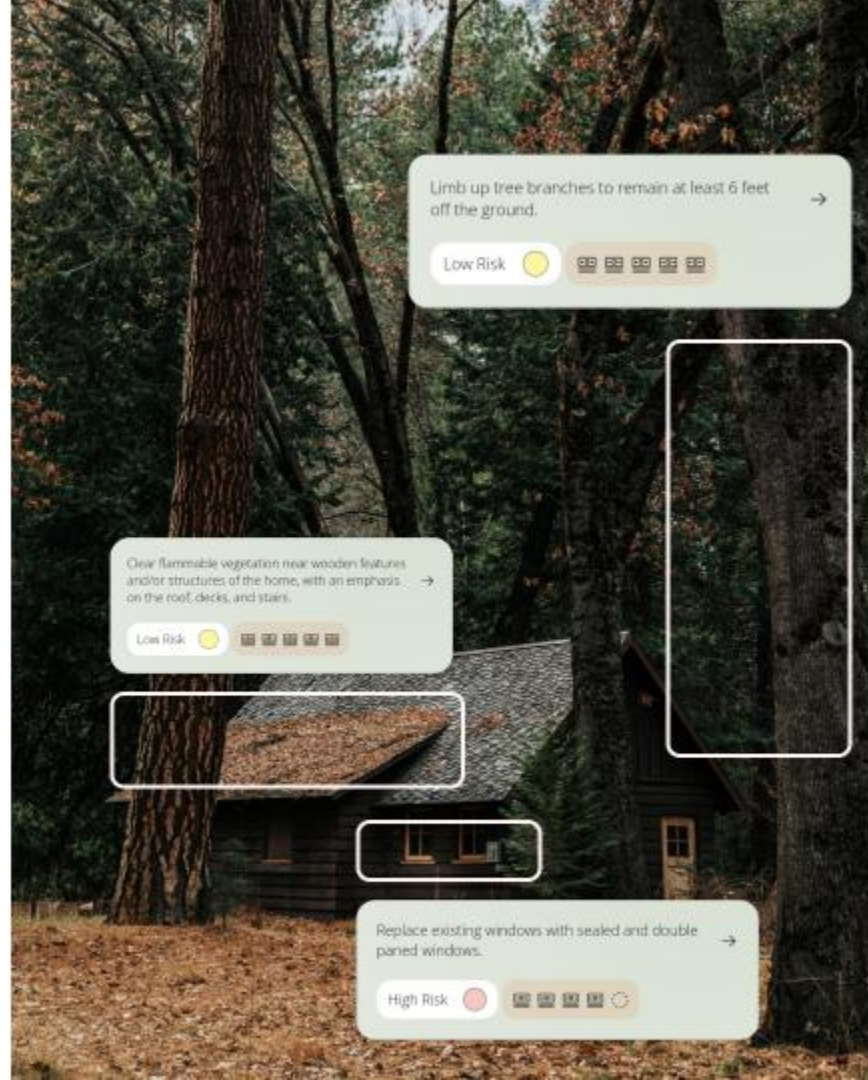 Limb up tree branches to remain at least 6 feet
off the ground.
Low Risk
Clear flammable vegetation near wooden features
and/or structures of the home, with an emphasis
on the roof, decks, and stairs.
Low Risk
Replace existing windows with sealed and double
paned windows.
High Risk